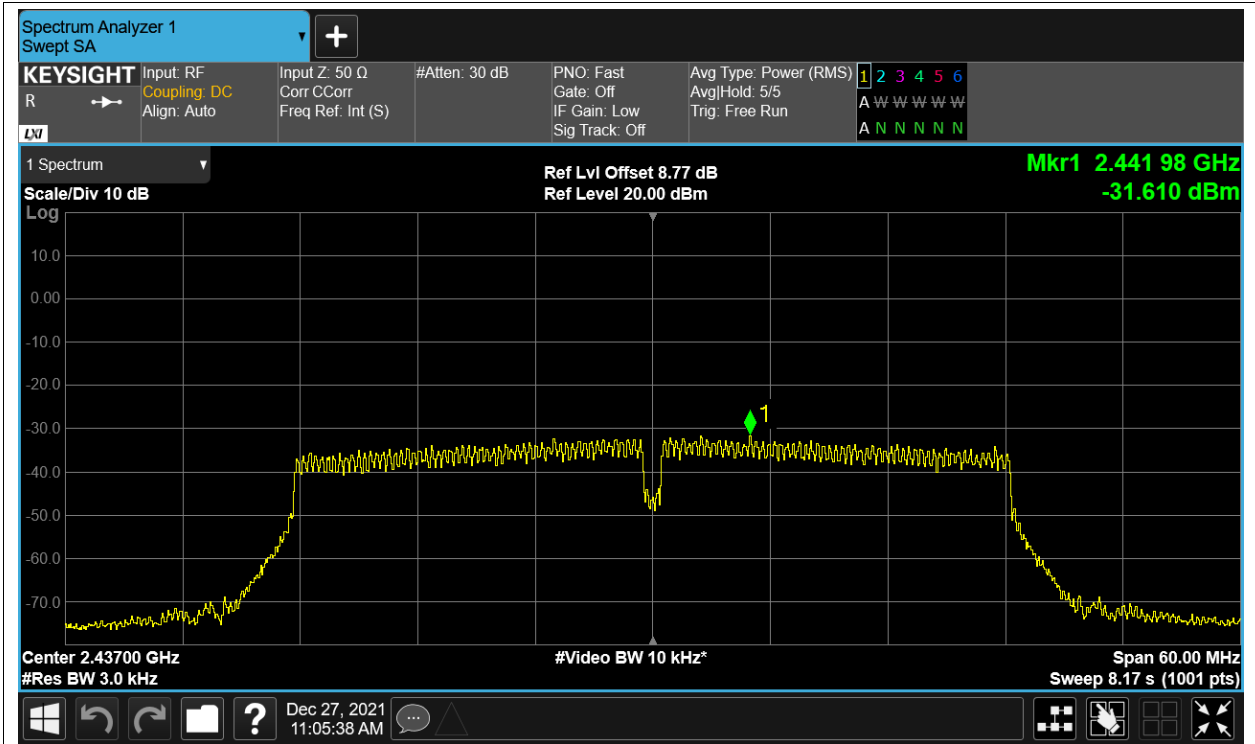 Spectrum Analyzer 1
Swept SA
KEYSIGHT
R
LXI
Input: RF
Coupling: DC
Align: Auto
Input Z: 50 Ω
Corr CCorr
Freq Ref: Int (S)
#Atten: 30 dB
PNO: Fast
Gate: Off
IF Gain: Low
Sig Track: Off
Avg Type: Power (RMS)
Avg|Hold: 5/5
Trig: Free Run
1 2 3 4 5 6
A W W W W W
A N N N N N
1 Spectrum
Scale/Div 10 dB
Log
Ref Lvl Offset 8.77 dB
Ref Level 20.00 dBm
Mkr1 2.441 98 GHz
-31.610 dBm
10.0
0.00
-10.0
-20.0
-30.0
-40.0
-50.0
-60.0
-70.0
1
Center 2.43700 GHz
#Res BW 3.0 kHz
#Video BW 10 kHz*
Span 60.00 MHz
Sweep 8.17 s (1001 pts)
?
Dec 27, 2021
11:05:38 AM